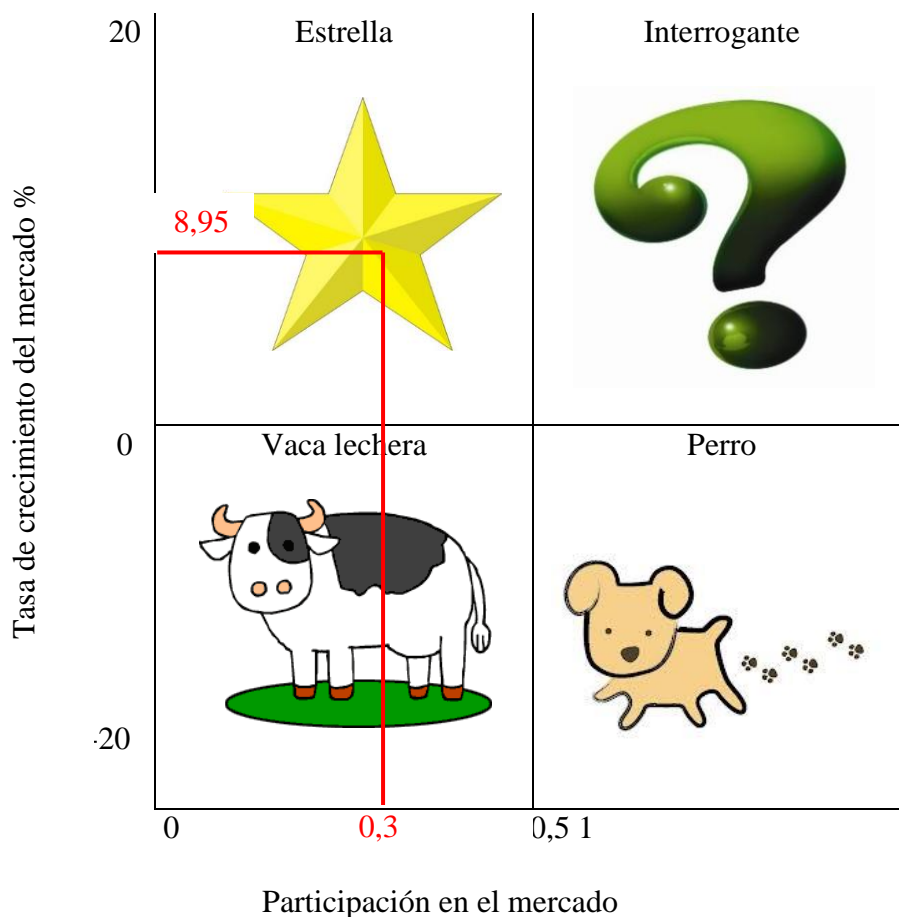 20
Estrella
Interrogante
8,95
Tasa de crecimiento del mercado %
0
Vaca lechera
Perro
-20
0
0,3
0,5 1
Participación en el mercado